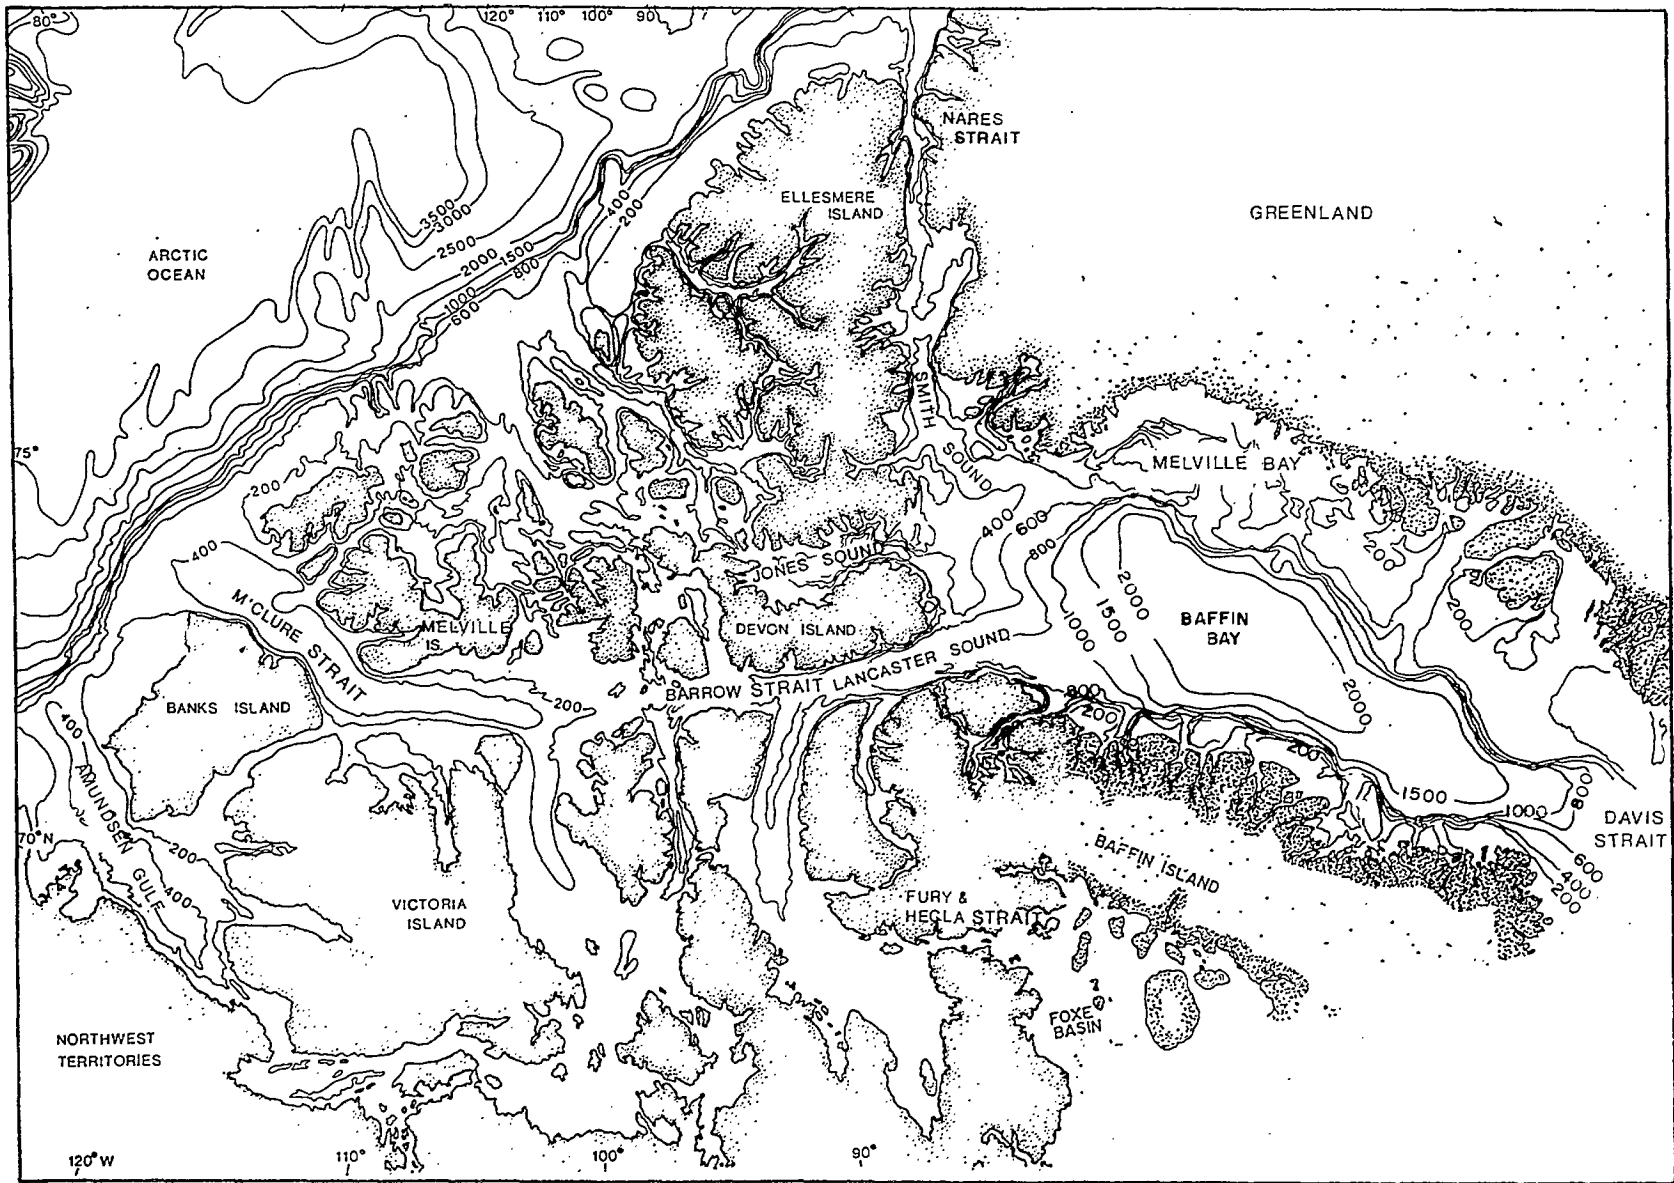 80°
120°
110°
100°
90
NARES
STRAIT
ELLESMERE
ISLAND
GREENLAND
400
200
3500
3000
2500
2000
1500
1000
800
600
ARCTIC
OCEAN
75°
SMITH
SOUND
MELVILLE BAY
200
400
400
600
800
1000
1500
2000
200
200
JONES SOUND
M'CLURE STRAIT
MELVILLE
IS.
DEVON ISLAND
BAFFIN
BAY
BARROW STRAIT LANCASTER SOUND
BANKS ISLAND
200
800
200
200
2000
400
AMUNDSEN
GULF
200
400
1500
1000
800
DAVIS
STRAIT
70°N
600
400
200
BAFFIN ISLAND
VICTORIA
ISLAND
FURY &
HECLA STRAIT
FOXE
BASIN
NORTHWEST
TERRITORIES
120°W
110°
100°
90°